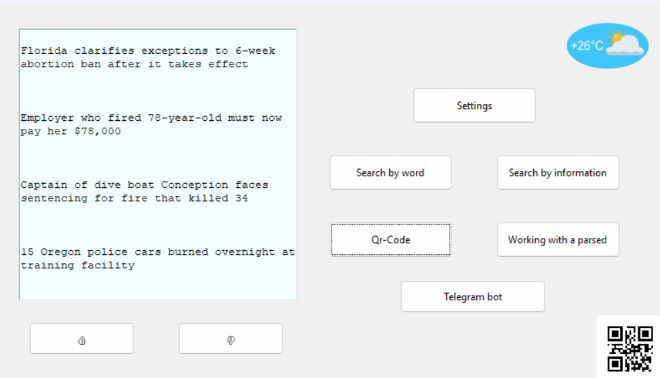 Florida clarifies exceptions to 6-week
abortion ban after it takes effect
Employer who fired 78-year-old must now
pay her $78,000
Captain of dive boat Conception faces
sentencing for fire that killed 34
15 Oregon police cars burned overnight at
training facility
+26°C
Settings
Search by word
Search by information
Qr-Code
Working with a parsed
Telegram bot